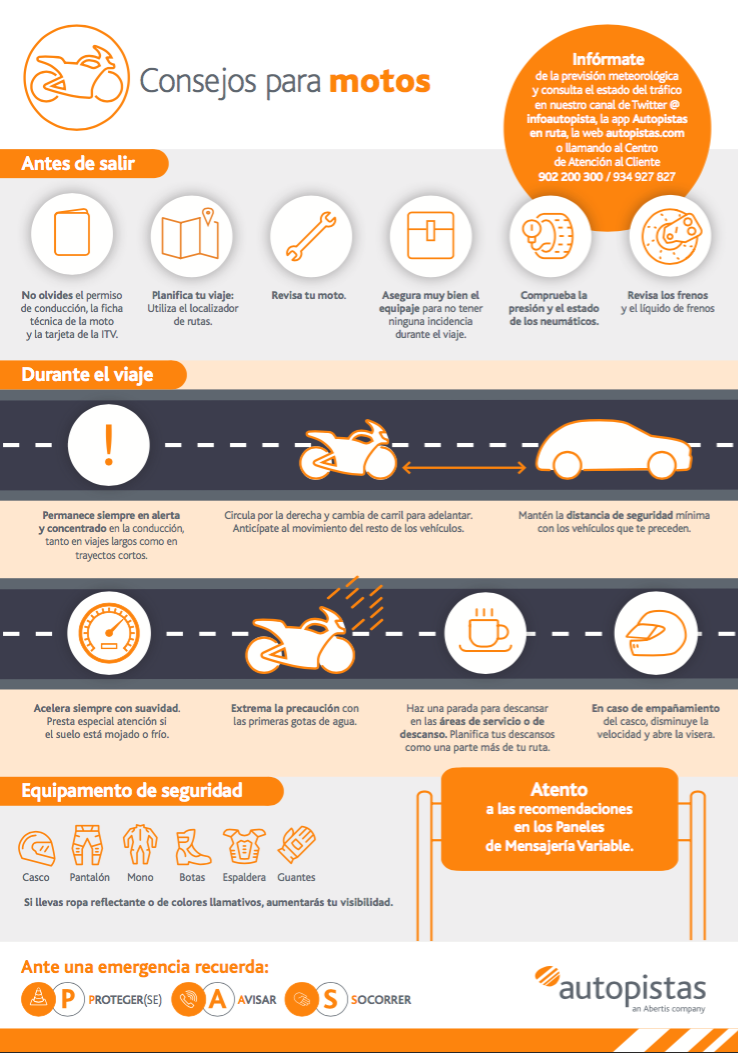 Consejos para motos
Infórmate
de la previsión meteorológica
y consulta el estado del tráfico
en nuestro canal de Twitter @
infoautopista, la app Autopistas
en ruta, la web autopistas.com
o llamando al Centro
de Atención al Cliente
902 200 300 / 934 927 827
Antes de salir
No olvides el permiso
de conducción, la ficha
técnica de la moto
y la tarjeta de la ITV.
Planifica tu viaje:
Utiliza el localizador
de rutas.
Revisa tu moto.
Asegura muy bien el
equipaje para no tener
ninguna incidencia
durante el viaje.
Comprueba la
presión y el estado
de los neumáticos.
Revisa los frenos
y el líquido de frenos
Durante el viaje
!
Permanece siempre en alerta
y concentrado en la conducción,
tanto en viajes largos como en
trayectos cortos.
Circula por la derecha y cambia de carril para adelantar.
Anticípate al movimiento del resto de los vehículos.
Mantén la distancia de seguridad mínima
con los vehículos que te preceden.
Acelera siempre con suavidad.
Presta especial atención si
el suelo está mojado o frío.
Extrema la precaución con
las primeras gotas de agua.
Haz una parada para descansar
en las áreas de servicio o de
descanso. Planifica tus descansos
como una parte más de tu ruta.
En caso de empañamiento
del casco, disminuye la
velocidad y abre la visera.
Equipamento de seguridad
Casco
Pantalón
Mono
Botas
Espaldera
Guantes
Si llevas ropa reflectante o de colores llamativos, aumentarás tu visibilidad.
Atento
a las recomendaciones
en los Paneles
de Mensajería Variable.
Ante una emergencia recuerda:
P PROTEGER(SE)
A AVISAR
S SOCORRER
autopistas
an Abertis company